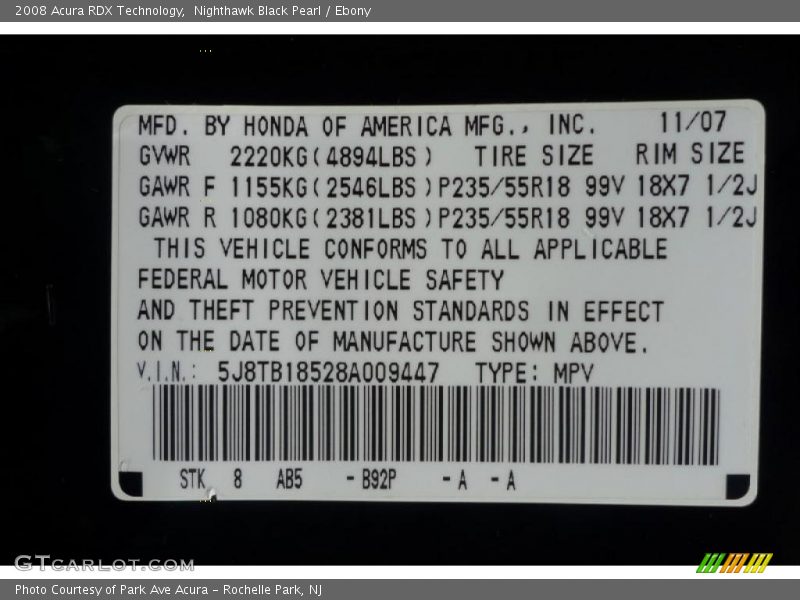 2008 Acura RDX Technology,  Nighthawk Black Pearl / Ebony
MFD. BY HONDA OF AMERICA MFG., INC. 11/07
GVWR 2220KG(4894LBS) TIRE SIZE RIM SIZE
GAWR F 1155KG(2546LBS)P235/55R18 99V 18X7 1/2J
GAWR R 1080KG(2381LBS)P235/55R18 99V 18X7 1/2J
THIS VEHICLE CONFORMS TO ALL APPLICABLE
FEDERAL MOTOR VEHICLE SAFETY
AND THEFT PREVENTION STANDARDS IN EFFECT
ON THE DATE OF MANUFACTURE SHOWN ABOVE.
V.I.N.: 5J8TB18528A009447 TYPE: MPV
STK 8 AB5 -B92P -A -A
GTCARLOT.COM
Photo Courtesy of Park Ave Acura - Rochelle Park, NJ